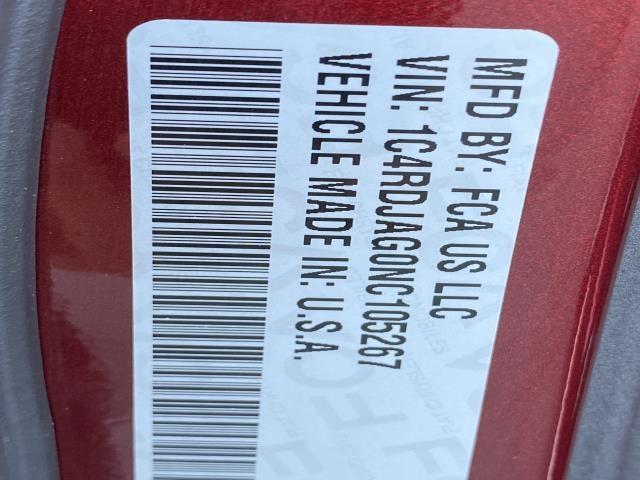 MFD BY: FCA US LLC
VIN: 1C4RDJAG0NC105267
VEHICLE MADE IN: U.S.A.